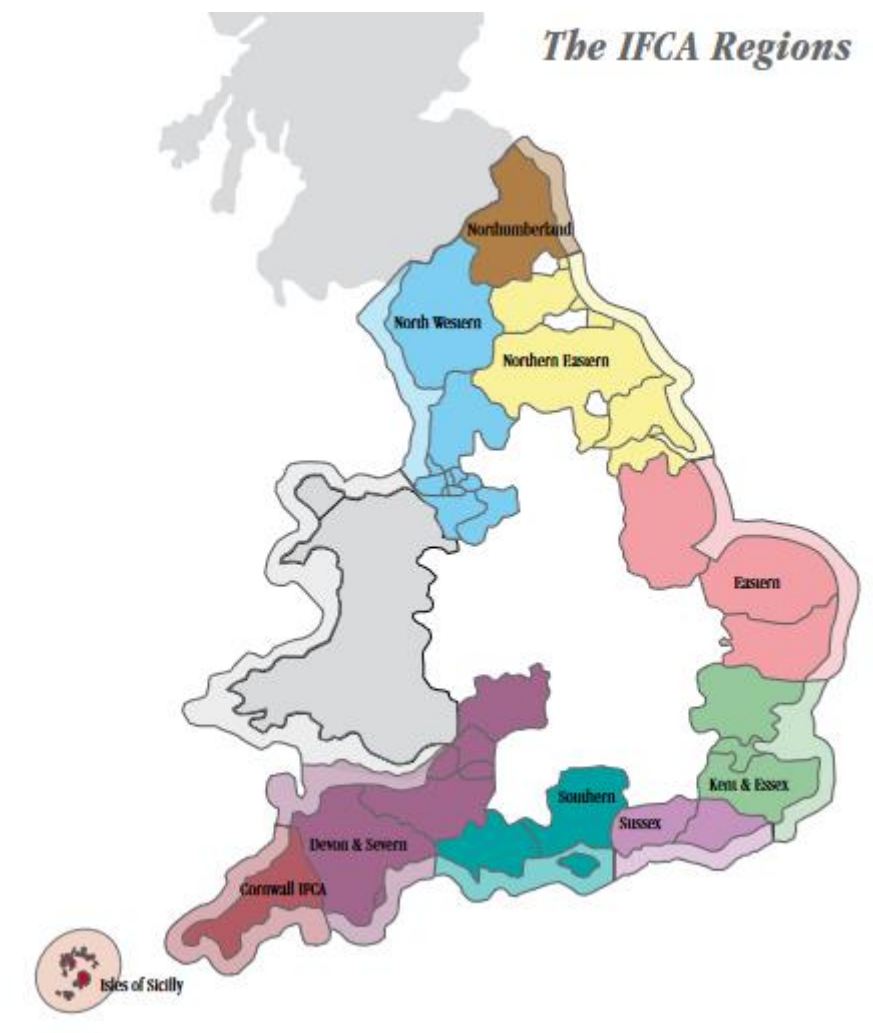 The IFCA Regions
Northumberland
North Western
Northern Eastern
Eastern
Kent & Essex
Southern
Sussex
Devon & Severn
Cornwall IFCA
Isles of Sicilly